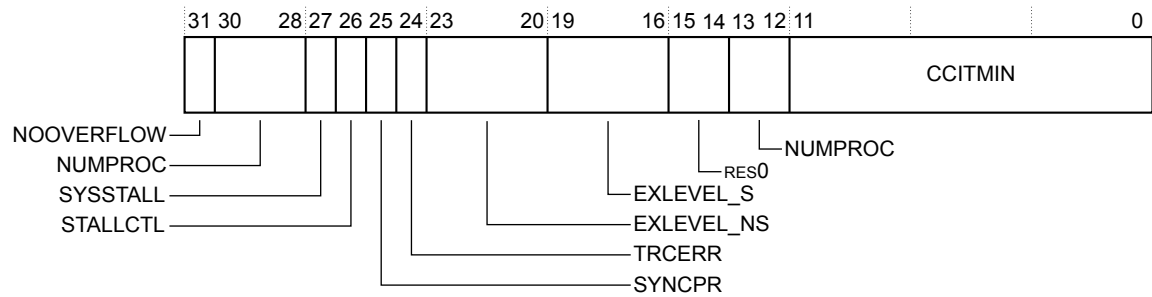 31 30 28 27 26 25 24 23 20 19 16 15 14 13 12 11 0
CCITMIN
NOOVERFLOW
NUMPROC
NUMPROC
RES0
SYSSTALL
EXLEVEL_S
STALLCTL
EXLEVEL_NS
TRCERR
SYNCPR